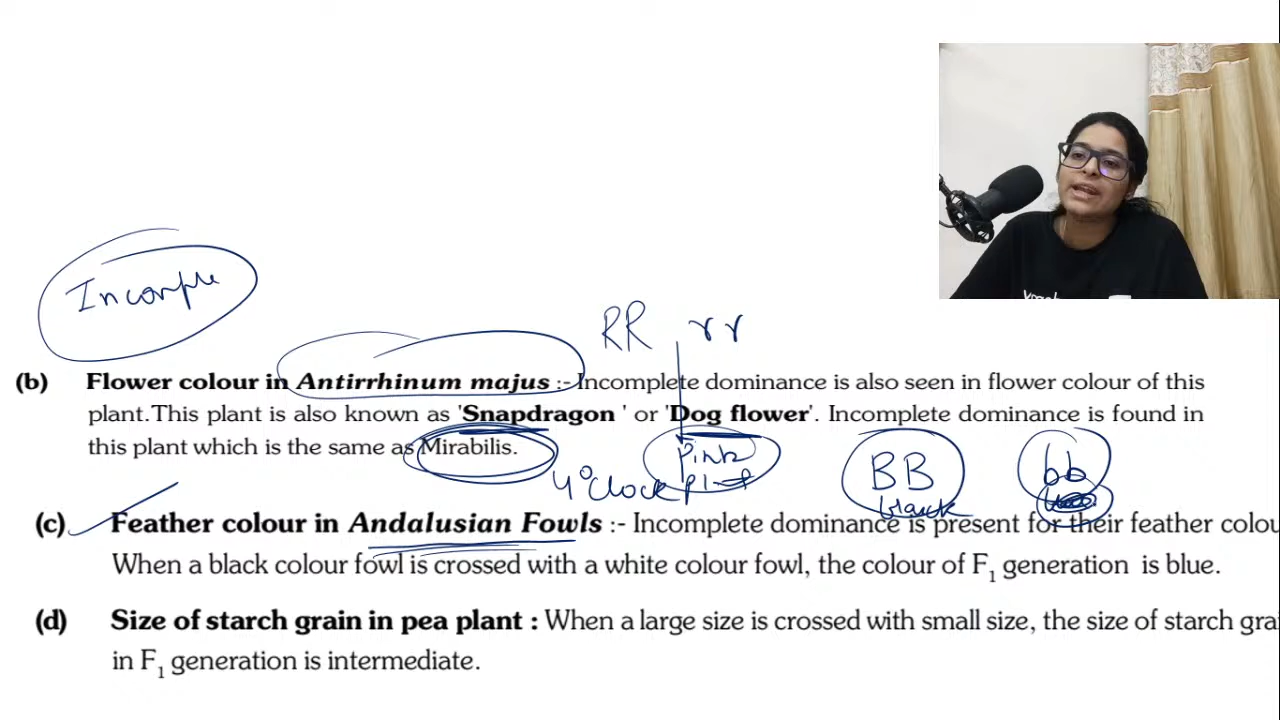 Incomple
RR rr
(b) Flower colour in Antirrhinum majus :- Incomplete dominance is also seen in flower colour of this
plant.This plant is also known as 'Snapdragon ' or 'Dog flower'. Incomplete dominance is found in
this plant which is the same as Mirabilis.
Pink
4°clock
BB bb
black
(c) Feather colour in Andalusian Fowls :- Incomplete dominance is present for their feather colou
When a black colour fowl is crossed with a white colour fowl, the colour of F1 generation is blue.
(d) Size of starch grain in pea plant : When a large size is crossed with small size, the size of starch gra
in F1 generation is intermediate.